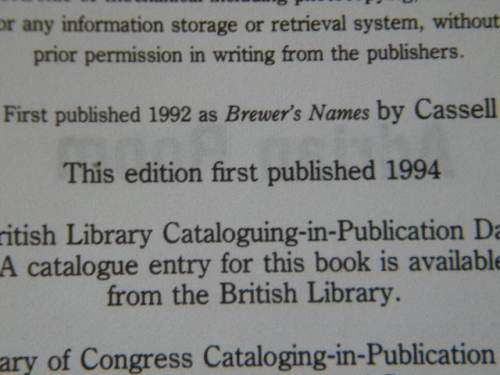 or any information storage or retrieval system, without
prior permission in writing from the publishers.
First published 1992 as Brewer's Names by Cassell
This edition first published 1994
ritish Library Cataloguing-in-Publication Da
A catalogue entry for this book is available
from the British Library.
ary of Congress Cataloging-in-Publication